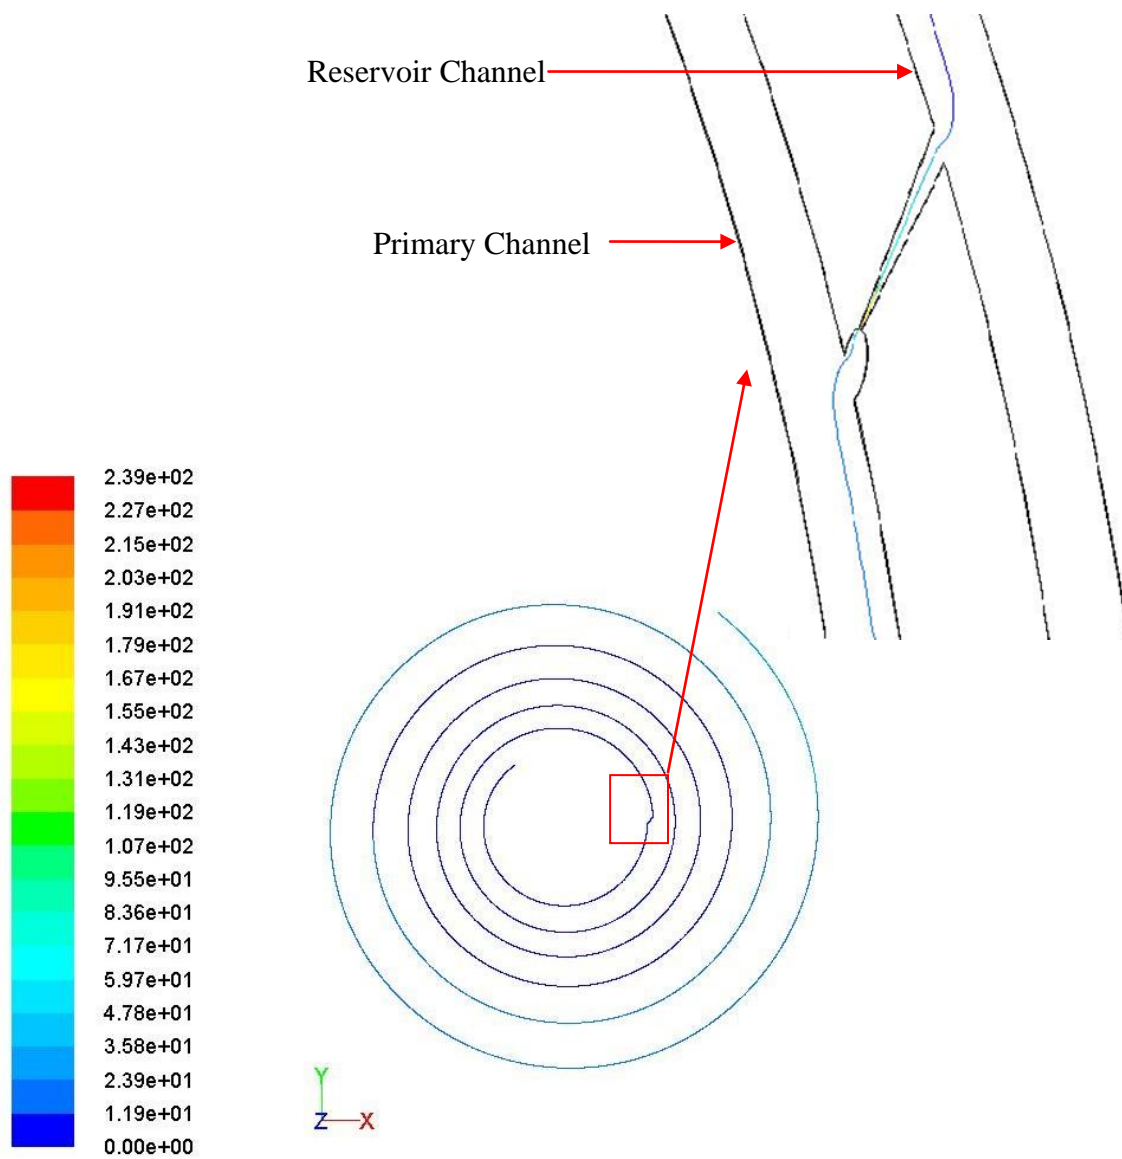 Reservoir Channel
Primary Channel
2.39e+02
2.27e+02
2.15e+02
2.03e+02
1.91e+02
1.79e+02
1.67e+02
1.55e+02
1.43e+02
1.31e+02
1.19e+02
1.07e+02
9.55e+01
8.36e+01
7.17e+01
5.97e+01
4.78e+01
3.58e+01
2.39e+01
1.19e+01
0.00e+00
Y
Z X